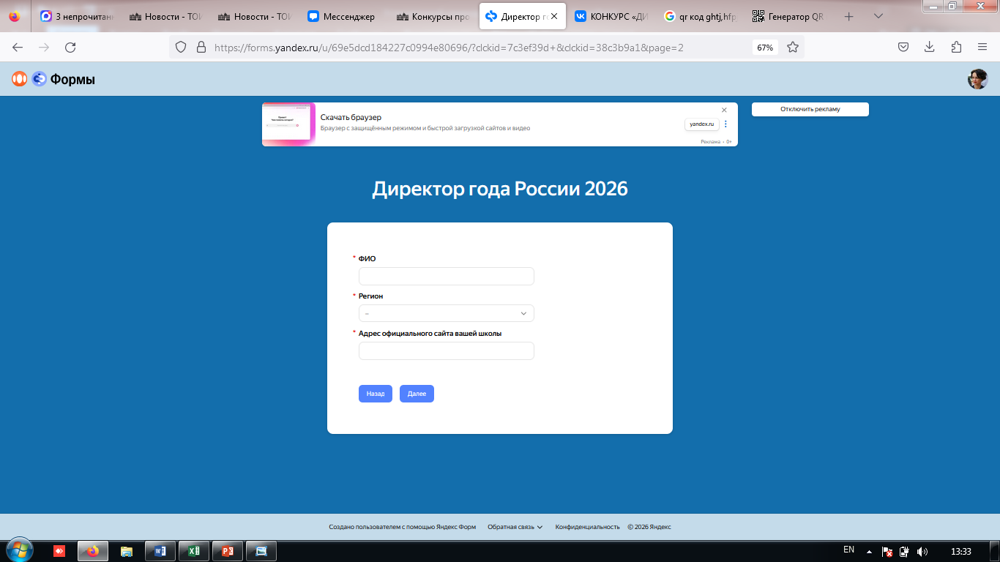 3 непрочитанн
Новости - ТОИ
Новости - ТОИ
Мессенджер
Конкурсы про
Директор го
КОНКУРС «ДИ
qr код ghtj,hfp
Генератор QR
https://forms.yandex.ru/u/69e5dcd184227c0994e80696/?clckid=7c3ef39d+&clckid=38c3b9a1&page=2
67%
Формы
Скачать браузер
Браузер с защищённым режимом и быстрой загрузкой сайтов и видео
yandex.ru
Реклама • 0+
Отключить рекламу
Директор года России 2026
* ФИО
* Регион
–
* Адрес официального сайта вашей школы
Назад
Далее
Создано пользователем с помощью Яндекс Форм
Обратная связь
Конфиденциальность
© 2026 Яндекс
EN
13:33